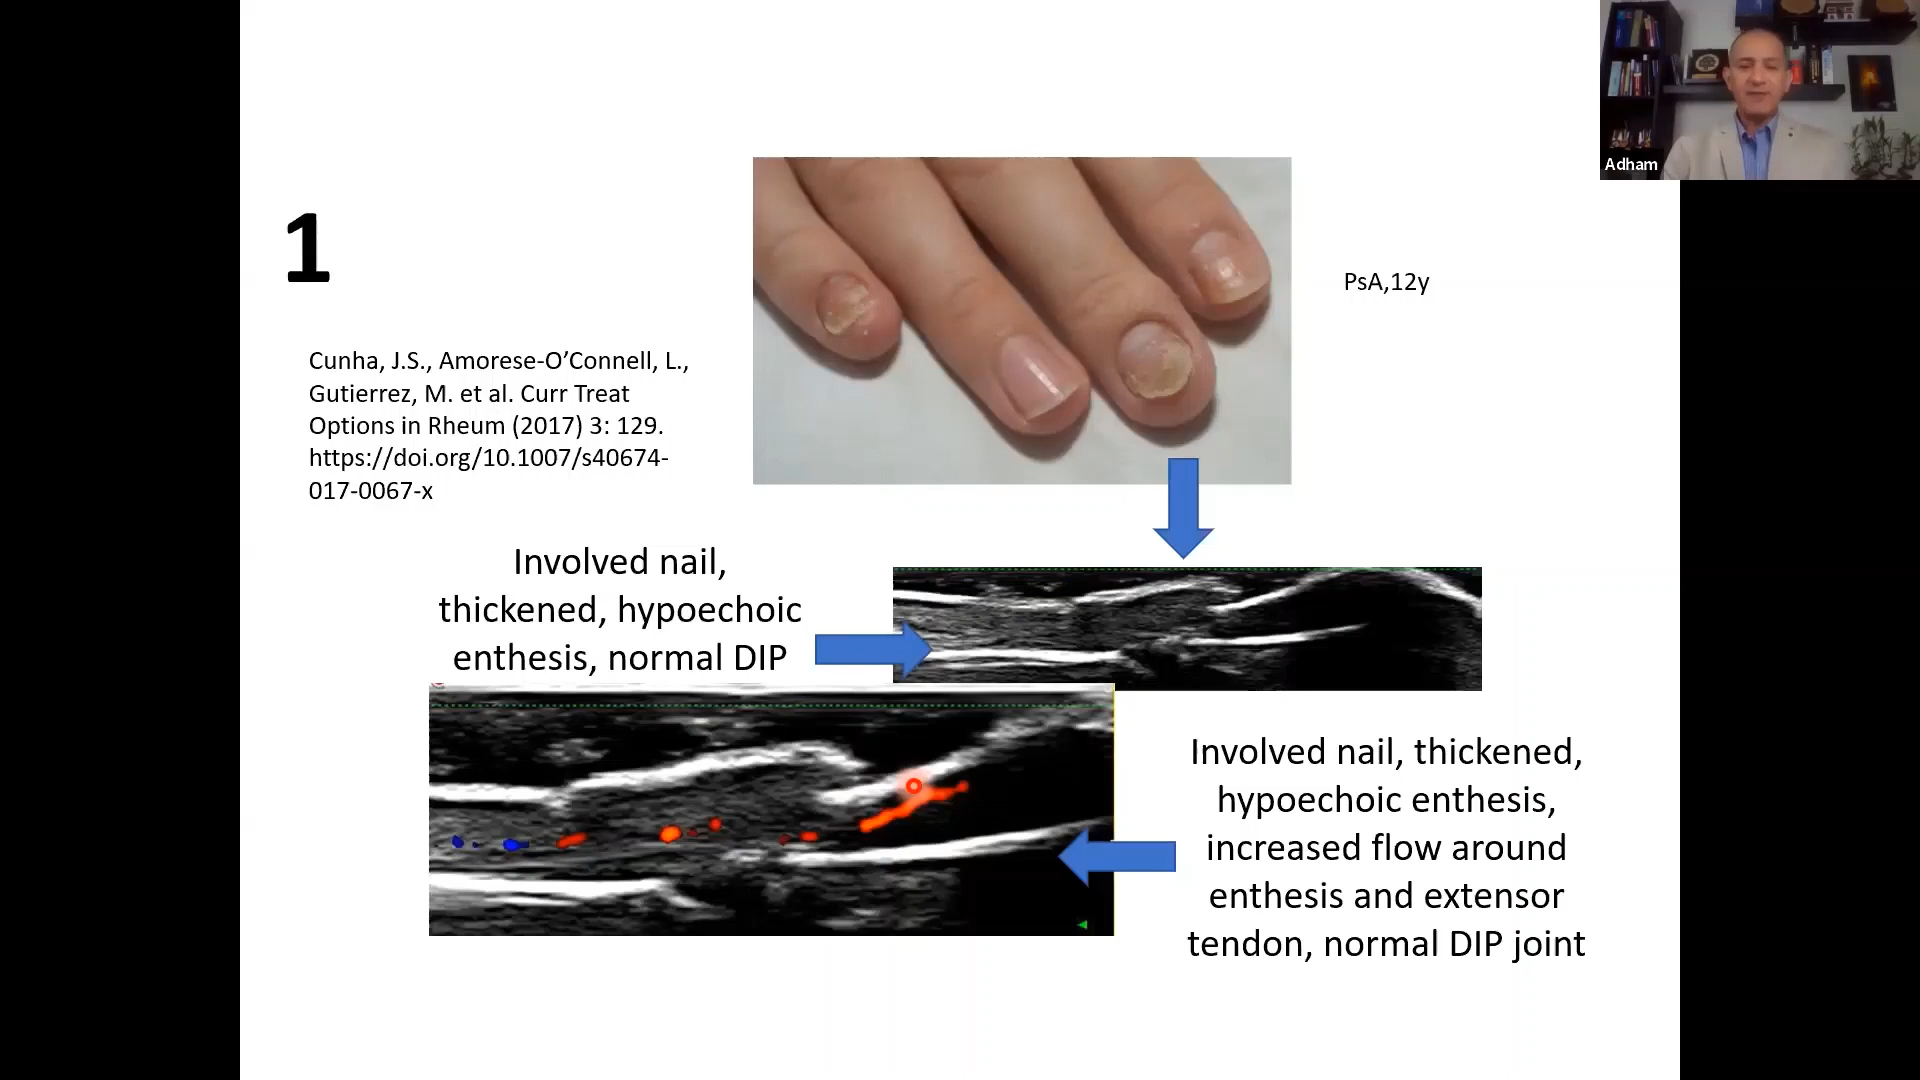 Adham
1
PsA,12y
Cunha, J.S., Amorese-O’Connell, L.,
Gutierrez, M. et al. Curr Treat
Options in Rheum (2017) 3: 129.
https://doi.org/10.1007/s40674-
017-0067-x
Involved nail,
thickened, hypoechoic
enthesis, normal DIP
Involved nail, thickened,
hypoechoic enthesis,
increased flow around
enthesis and extensor
tendon, normal DIP joint